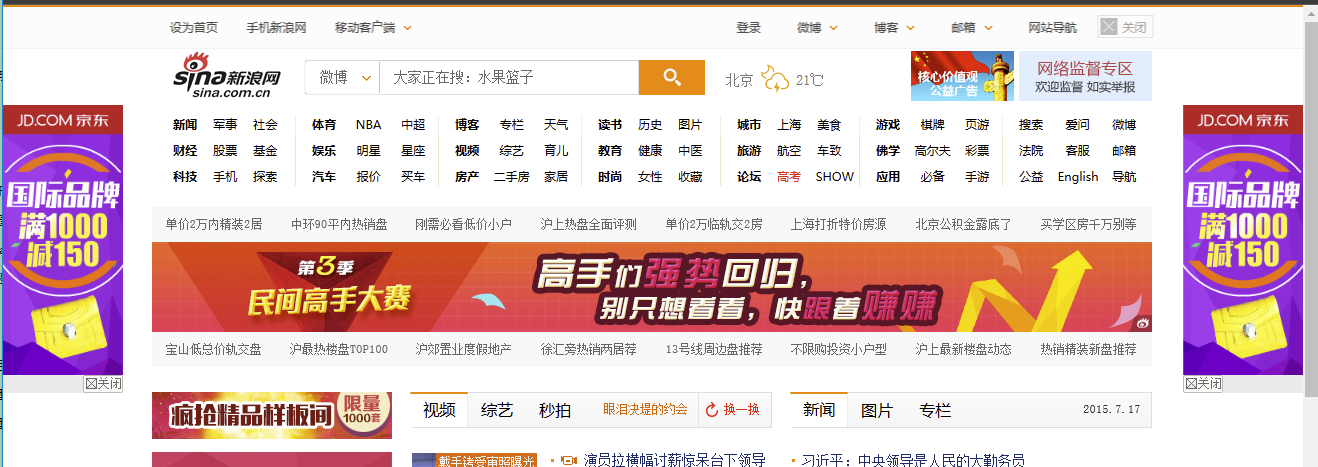 设为首页 手机新浪网 移动客户端 登录 微博 博客 邮箱 网站导航 关闭
sina新浪网
sina.com.cn
微博 大家正在搜：水果篮子
北京 21℃
核心价值观
公益广告
网络监督专区
欢迎监督 如实举报
JD.COM 京东
国际品牌
满1000
减150
关闭
新闻 军事 社会 体育 NBA 中超 博客 专栏 天气 读书 历史 图片 城市 上海 美食 游戏 棋牌 页游 搜索 爱问 微博
财经 股票 基金 娱乐 明星 星座 视频 综艺 育儿 教育 健康 中医 旅游 航空 车致 佛学 高尔夫 彩票 法院 客服 邮箱
科技 手机 探索 汽车 报价 买车 房产 二手房 家居 时尚 女性 收藏 论坛 高考 SHOW 应用 必备 手游 公益 English 导航
JD.COM 京东
国际品牌
满1000
减150
关闭
单价2万内精装2居 中环90平内热销盘 刚需必看低价小户 沪上热盘全面评测 单价2万临轨交2房 上海打折特价房源 北京公积金露底了 买学区房千万别等
第3季
民间高手大赛
高手们强势回归，
别只想看看，快跟着赚赚
宝山低总价轨交盘 沪最热楼盘TOP100 沪郊置业度假地产 徐汇旁热销两居荐 13号线周边盘推荐 不限购投资小户型 沪上最新楼盘动态 热销精装新盘推荐
疯抢精品样板间 限量
1000套
视频 综艺 秒拍 眼泪决堤的约会 换一换
新闻 图片 专栏 2015.7.17
戴手铐受审照曝光
演员拉横幅讨薪惊呆台下领导
习近平：中央领导是人民的大勤务员